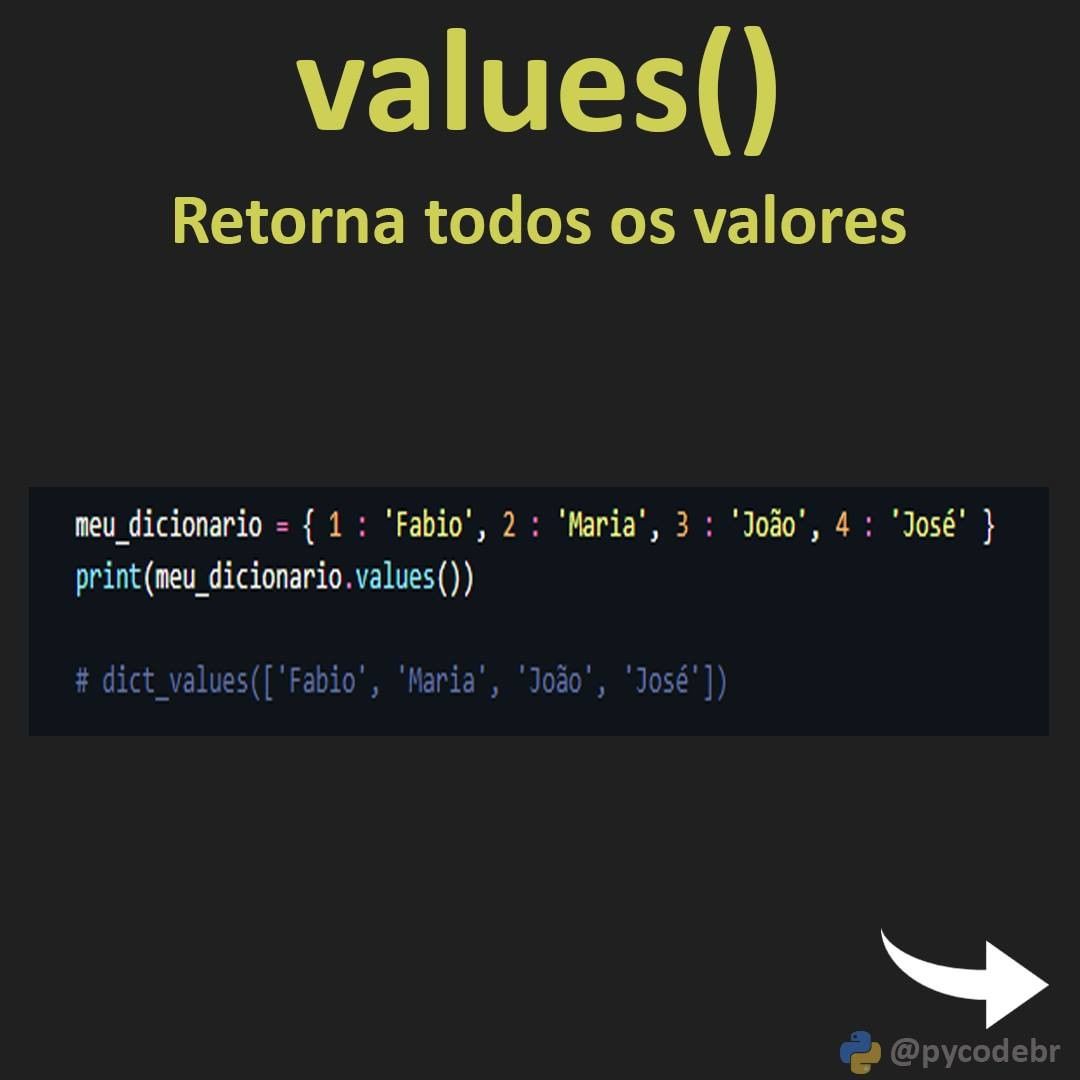 values()
Retorna todos os valores
meu_dicionario = { 1 : 'Fabio', 2 : 'Maria', 3 : 'João', 4 : 'José' }
print(meu_dicionario.values())
# dict_values(['Fabio', 'Maria', 'João', 'José'])
@pycodebr